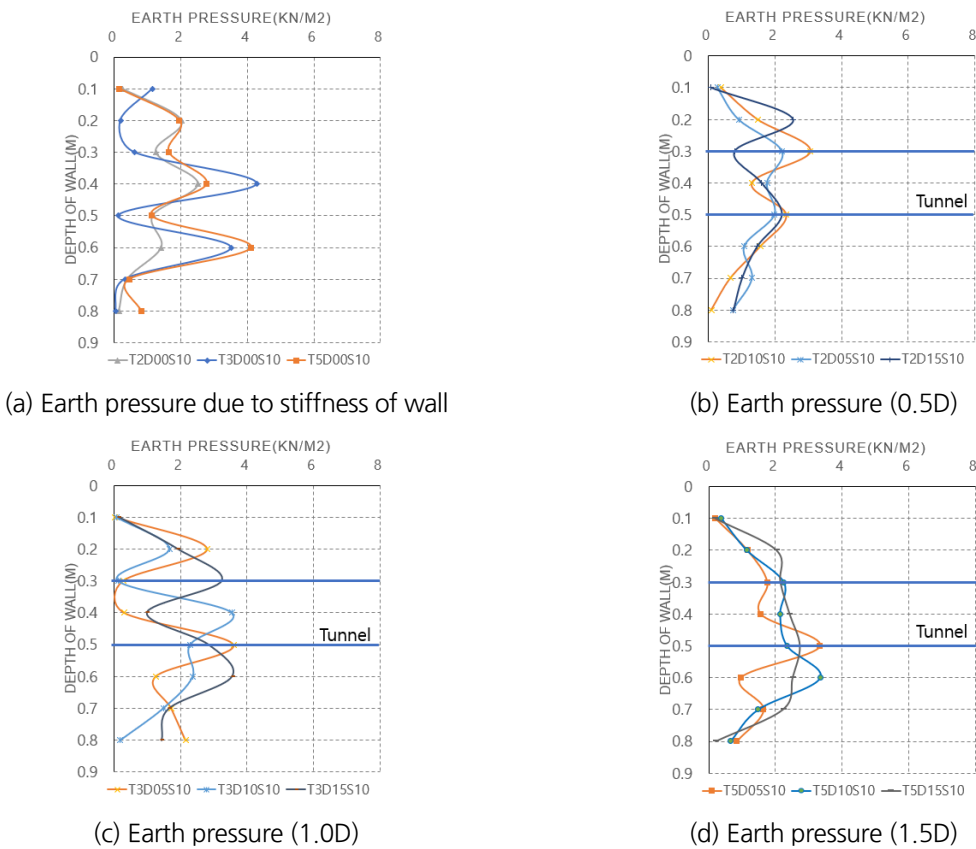 EARTH PRESSURE(KN/M2)
0 2 4 6 8
0
0.1
0.2
0.3
0.4
0.5
0.6
0.7
0.8
0.9
DEPTH OF WALL(M)
T2D00S10 T3D00S10 T5D00S10
(a) Earth pressure due to stiffness of wall
EARTH PRESSURE(KN/M2)
0 2 4 6 8
0
0.1
0.2
0.3
0.4
0.5
0.6
0.7
0.8
0.9
DEPTH OF WALL(M)
Tunnel
T2D10S10 T2D05S10 T2D15S10
(b) Earth pressure (0.5D)
EARTH PRESSURE(KN/M2)
0 2 4 6 8
0
0.1
0.2
0.3
0.4
0.5
0.6
0.7
0.8
0.9
DEPTH OF WALL(M)
Tunnel
T3D05S10 T3D10S10 T3D15S10
(c) Earth pressure (1.0D)
EARTH PRESSURE(KN/M2)
0 2 4 6 8
0
0.1
0.2
0.3
0.4
0.5
0.6
0.7
0.8
0.9
DEPTH OF WALL(M)
Tunnel
T5D05S10 T5D10S10 T5D15S10
(d) Earth pressure (1.5D)